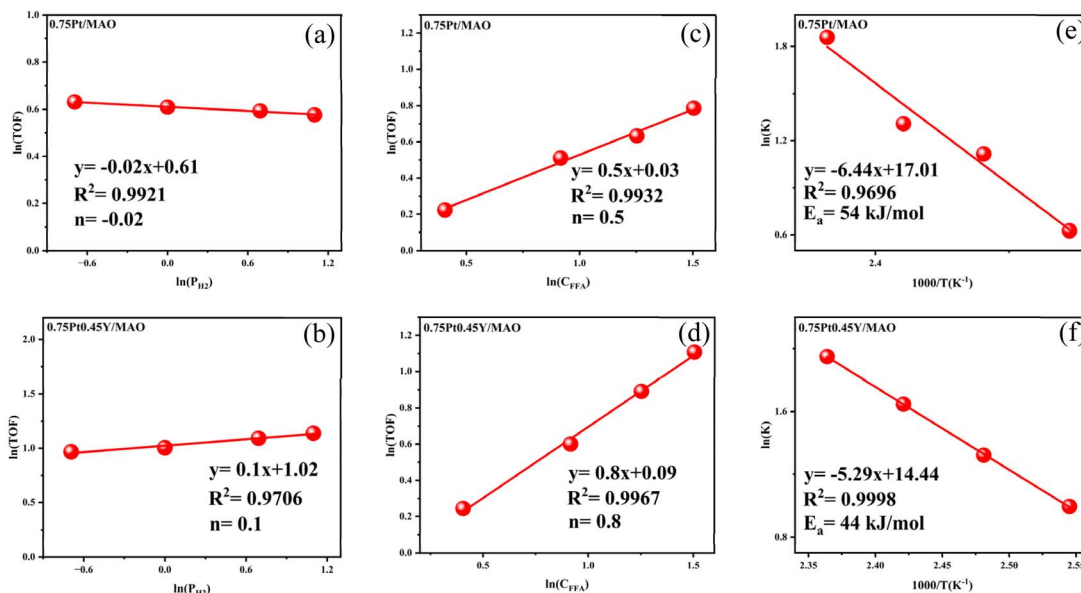 0.75Pt/MAO
(a)
1.0
0.8
0.6
0.4
0.2
0.0
ln(TOF)
y= -0.02x+0.61
R²= 0.9921
n= -0.02
−0.6
0.0
0.6
1.2
ln(P_H2)
0.75Pt/MAO
(c)
1.2
1.0
0.8
0.6
0.4
0.2
0.0
ln(TOF)
y= 0.5x+0.03
R²= 0.9932
n= 0.5
0.5
1.0
1.5
ln(C_FFA)
0.75Pt/MAO
(e)
1.8
1.2
0.6
ln(K)
y= -6.44x+17.01
R²= 0.9696
E_a= 54 kJ/mol
2.4
1000/T(K⁻¹)
0.75Pt0.45Y/MAO
(b)
2.0
1.5
1.0
0.5
0.0
ln(TOF)
y= 0.1x+1.02
R²= 0.9706
n= 0.1
−0.6
0.0
0.6
1.2
ln(P_H2)
0.75Pt0.45Y/MAO
(d)
1.2
1.0
0.8
0.6
0.4
0.2
0.0
ln(TOF)
y= 0.8x+0.09
R²= 0.9967
n= 0.8
0.5
1.0
1.5
ln(C_FFA)
0.75Pt0.45Y/MAO
(f)
1.6
0.8
ln(K)
y= -5.29x+14.44
R²= 0.9998
E_a= 44 kJ/mol
2.35
2.40
2.45
2.50
2.55
1000/T(K⁻¹)